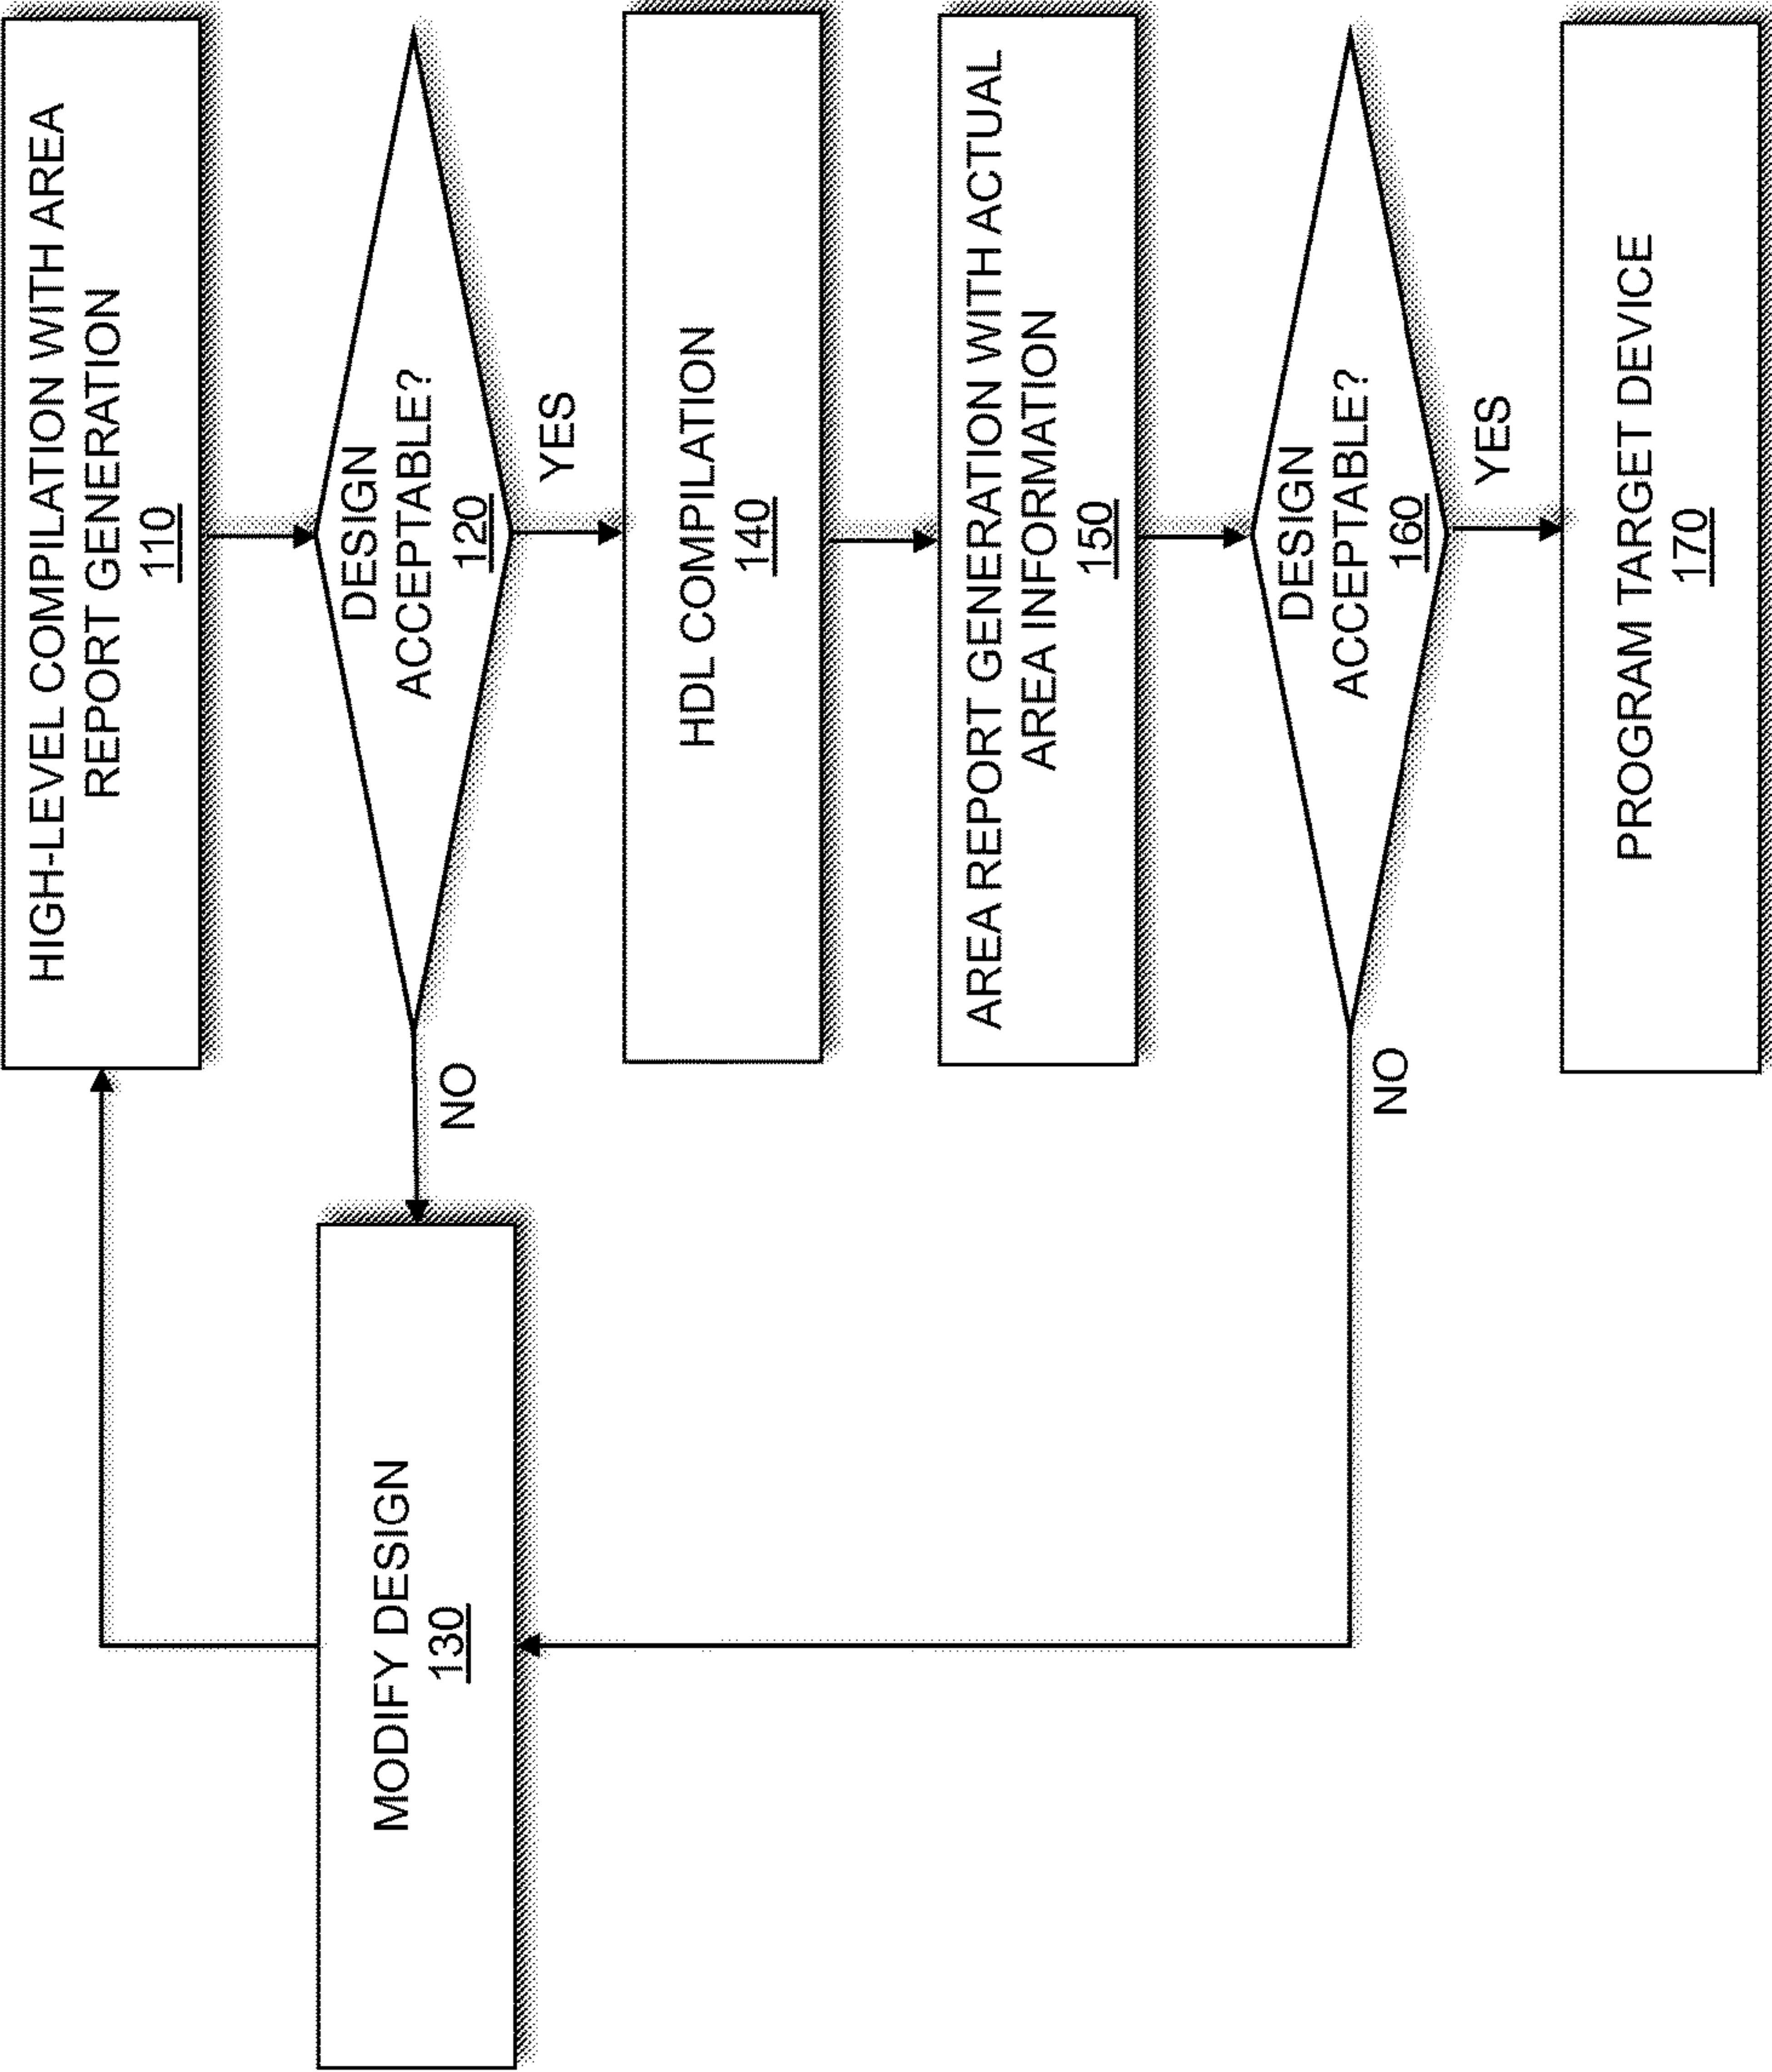 HIGH-LEVEL COMPILATION WITH AREA
REPORT GENERATION
110
DESIGN
ACCEPTABLE?
120
NO
YES
MODIFY DESIGN
130
HDL COMPILATION
140
AREA REPORT GENERATION WITH ACTUAL
AREA INFORMATION
150
DESIGN
ACCEPTABLE?
160
NO
YES
PROGRAM TARGET DEVICE
170